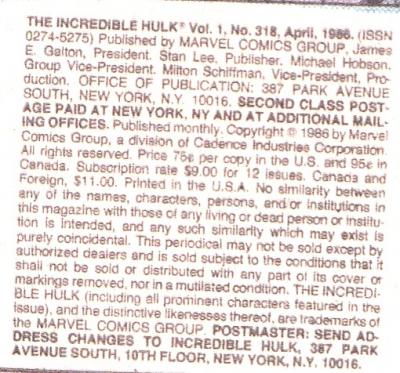 THE INCREDIBLE HULK® Vol. 1, No. 318, April, 1986. (ISSN
0274-5275) Published by MARVEL COMICS GROUP, James
E. Galton, President. Stan Lee, Publisher. Michael Hobson,
Group Vice-President. Milton Schiffman, Vice-President, Pro-
duction. OFFICE OF PUBLICATION: 387 PARK AVENUE
SOUTH, NEW YORK, N.Y. 10016. SECOND CLASS POST-
AGE PAID AT NEW YORK, NY AND AT ADDITIONAL MAIL-
ING OFFICES. Published monthly. Copyright © 1986 by Marvel
Comics Group, a division of Cadence Industries Corporation.
All rights reserved. Price 75¢ per copy in the U.S. and 95¢ in
Canada. Subscription rate $9.00 for 12 issues. Canada and
Foreign, $11.00. Printed in the U.S.A. No similarity between
any of the names, characters, persons, and/or institutions in
this magazine with those of any living or dead person or institu-
tion is intended, and any such similarity which may exist is
purely coincidental. This periodical may not be sold except by
authorized dealers and is sold subject to the conditions that it
shall not be sold or distributed with any part of its cover or
markings removed, nor in a mutilated condition. THE INCREDI-
BLE HULK (including all prominent characters featured in the
issue), and the distinctive likenesses thereof, are trademarks of
the MARVEL COMICS GROUP. POSTMASTER: SEND AD-
DRESS CHANGES TO INCREDIBLE HULK, 387 PARK
AVENUE SOUTH, 10TH FLOOR, NEW YORK, N.Y. 10016.